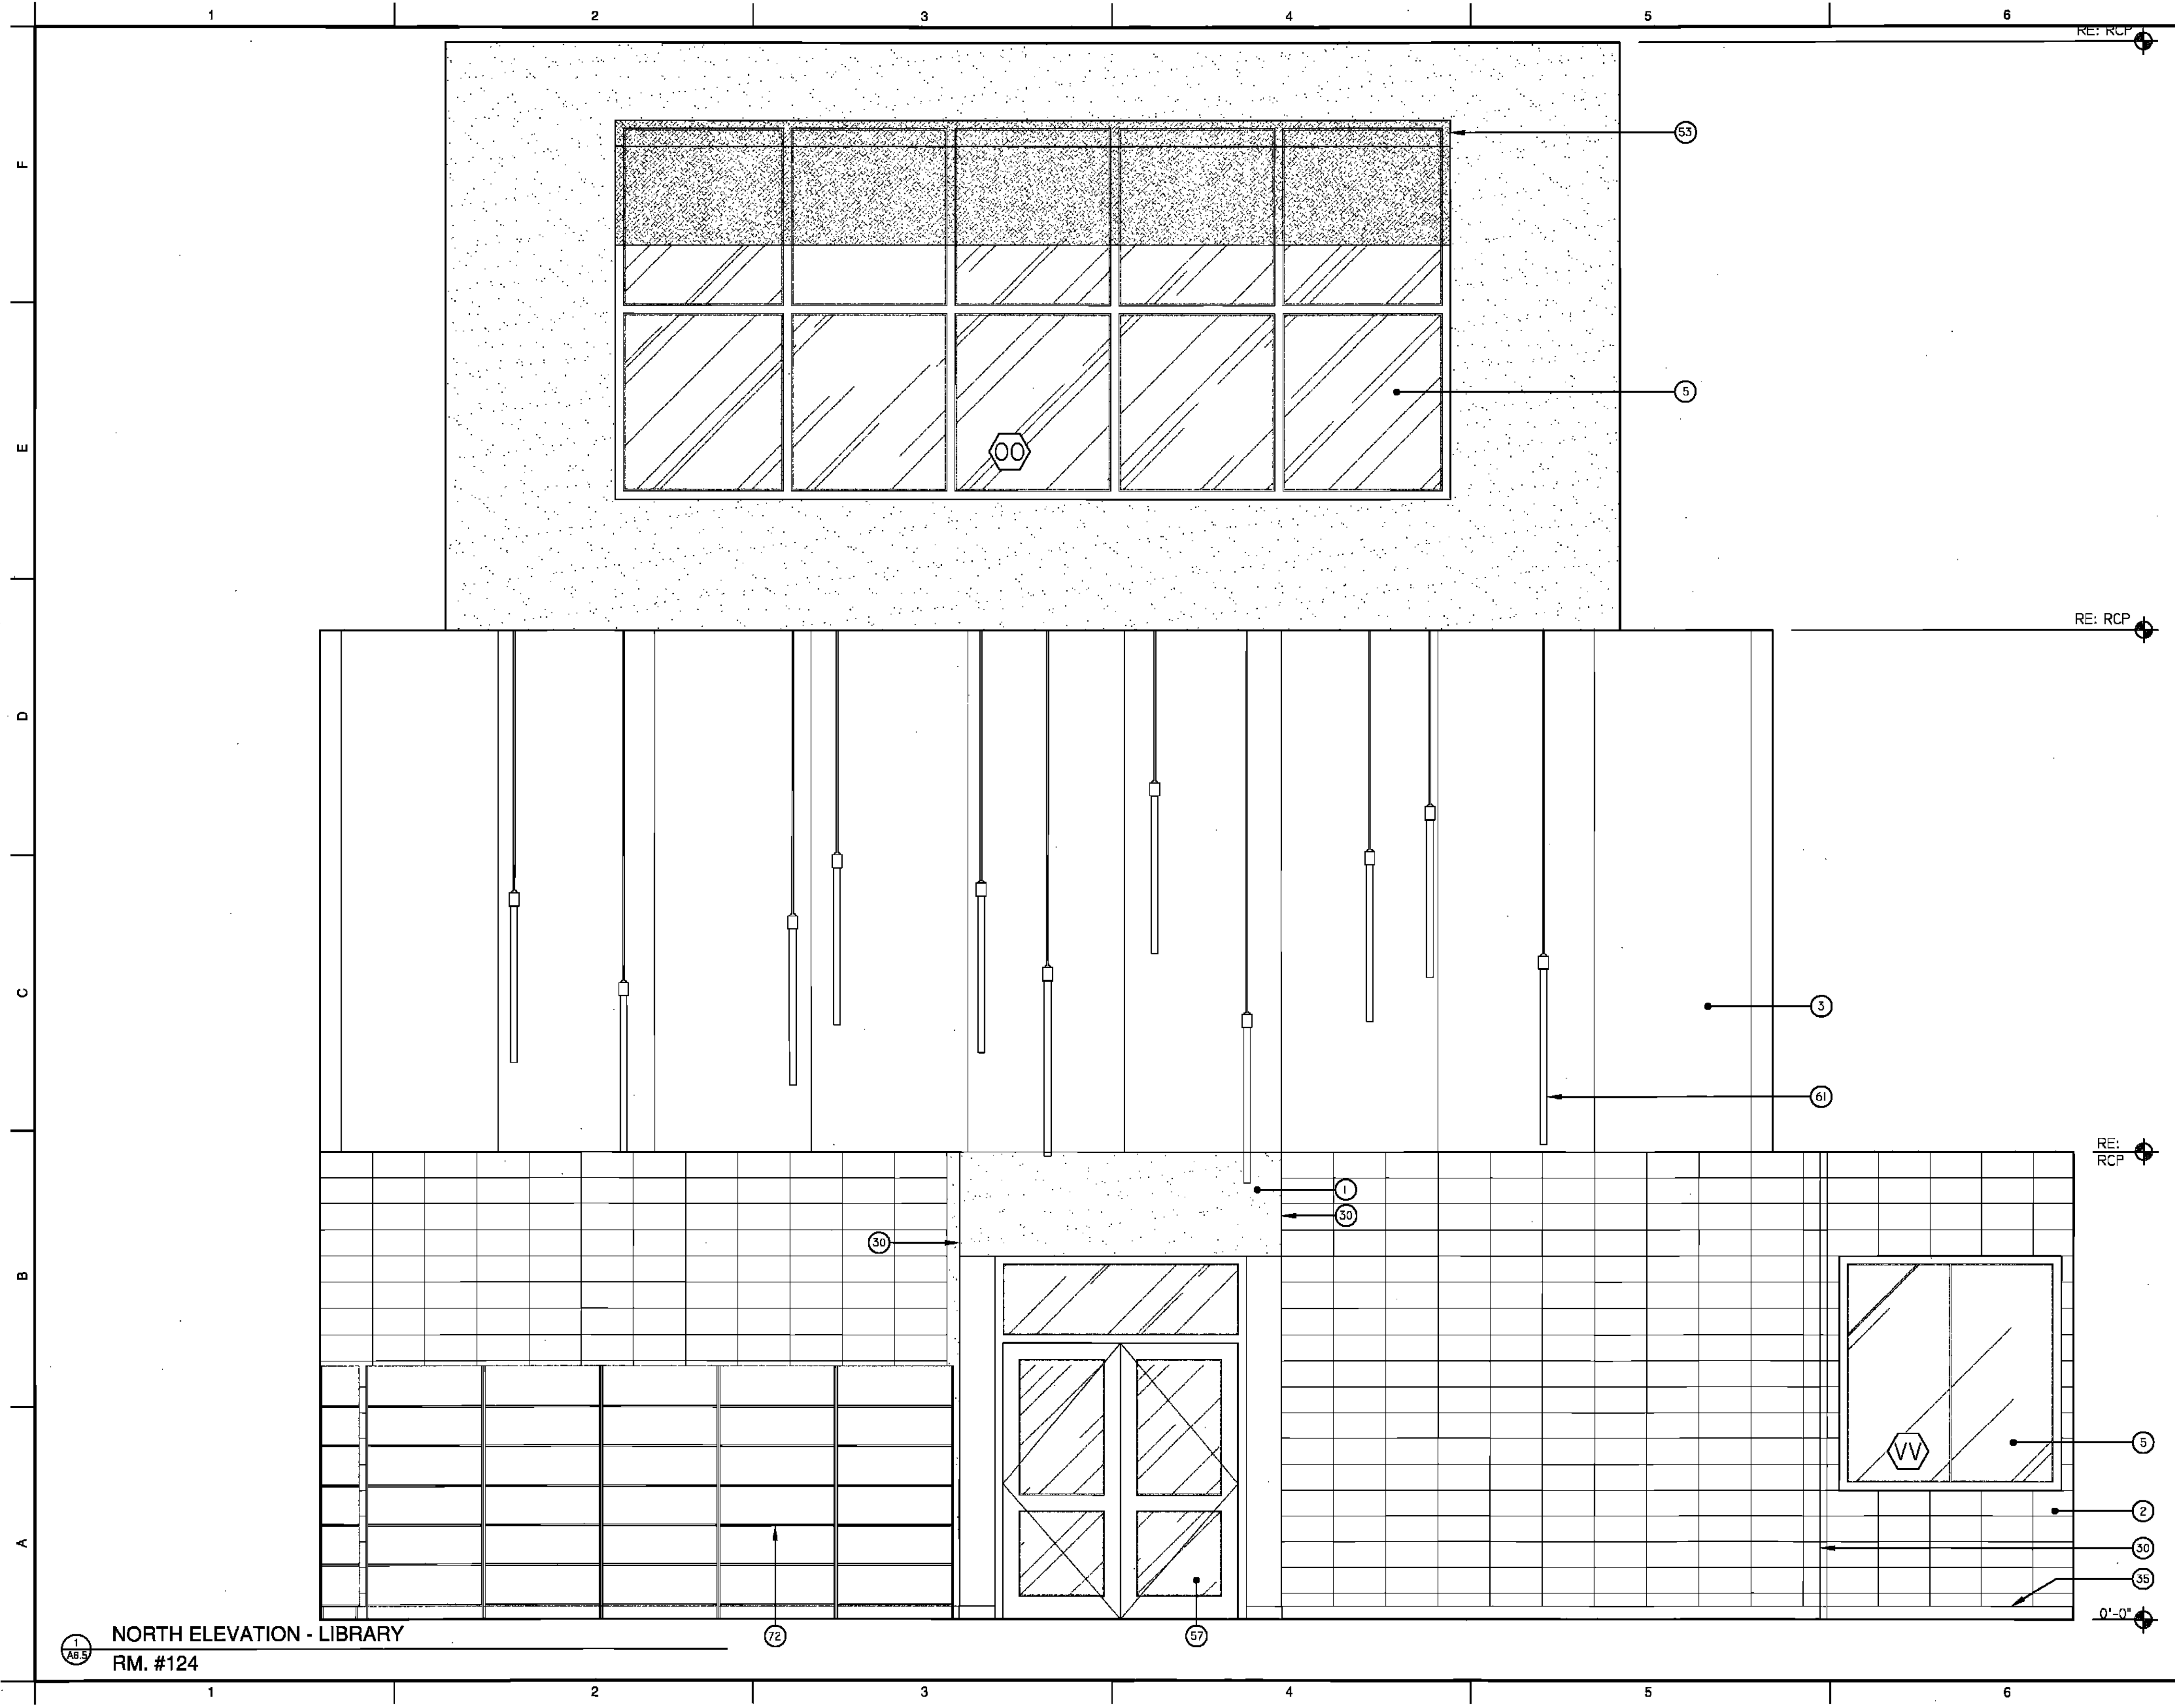 1 2 3 4 5 6
RE: RCP
53
F
5
E
OO
RE: RCP
D
C
3
61
RE:
RCP
1
30
30
B
VV
5
2
A
30
35
0'-0"
1
A6.5
NORTH ELEVATION - LIBRARY
RM. #124
72
57
1 2 3 4 5 6